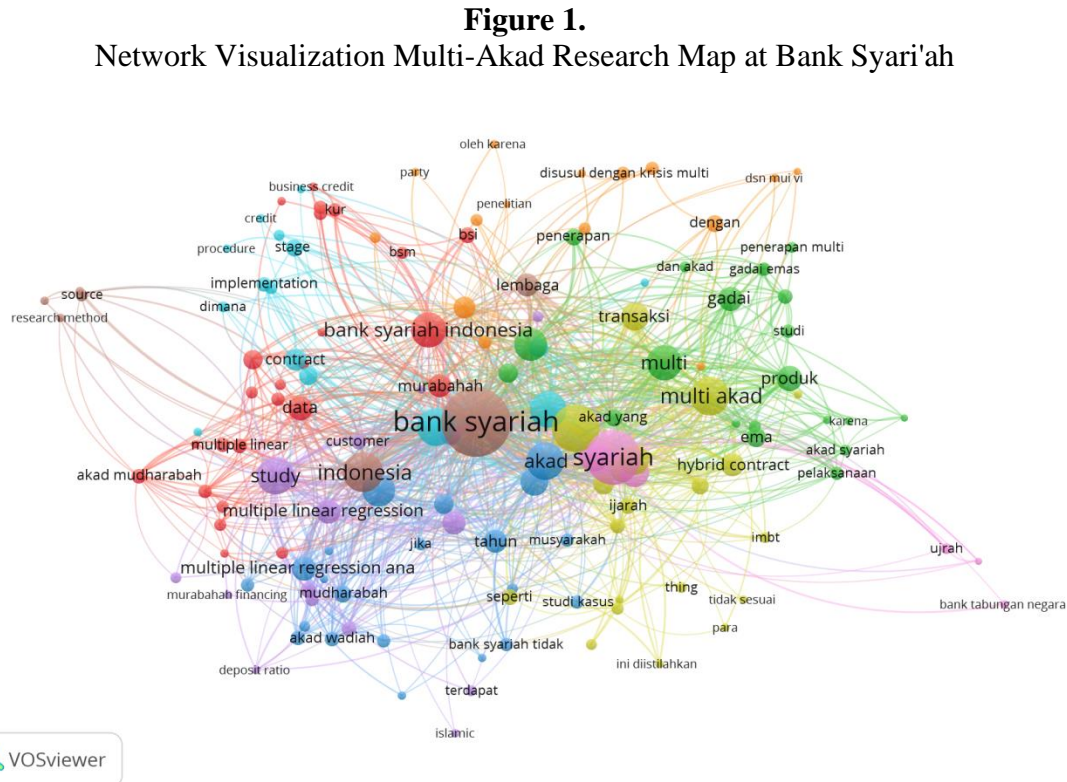 Figure 1.
Network Visualization Multi-Akad Research Map at Bank Syari'ah
oleh karena
party
disusul dengan krisis multi
dsn mui vi
business credit
kur
penelitian
credit
bsi
penerapan
dengan
procedure
stage
bsm
penerapan multi
dan akad
gadai emas
implementation
lembaga
source
dimana
gadai
research method
transaksi
bank syariah indonesia
studi
contract
multi
murabahah
produk
multi akad
data
bank syariah
akad yang
karena
customer
ema
multiple linear
akad syariah
akad mudharabah
study
indonesia
akad
syariah
hybrid contract
pelaksanaan
multiple linear regression
ijarah
jika
tahun
musyarakah
imbt
ujrah
multiple linear regression ana
murabahah financing
mudharabah
seperti
studi kasus
thing
tidak sesuai
bank tabungan negara
akad wadiah
bank syariah tidak
para
deposit ratio
ini diistilahkan
terdapat
islamic
VOSviewer